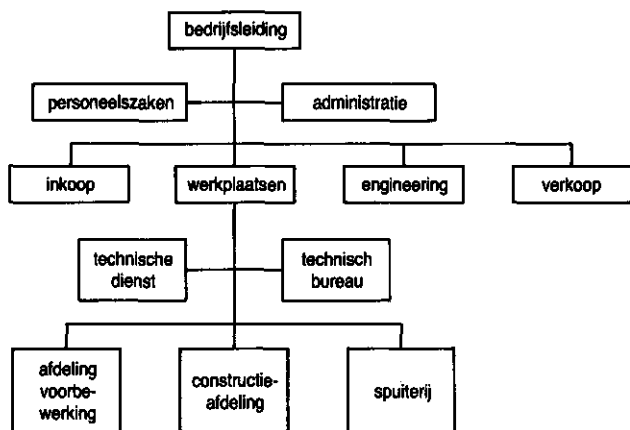 bedrijfsleiding
personeelszaken
administratie
inkoop
werkplaatsen
engineering
verkoop
technische
dienst
technisch
bureau
afdeling
voorbe-
werking
constructie-
afdeling
spuiterij